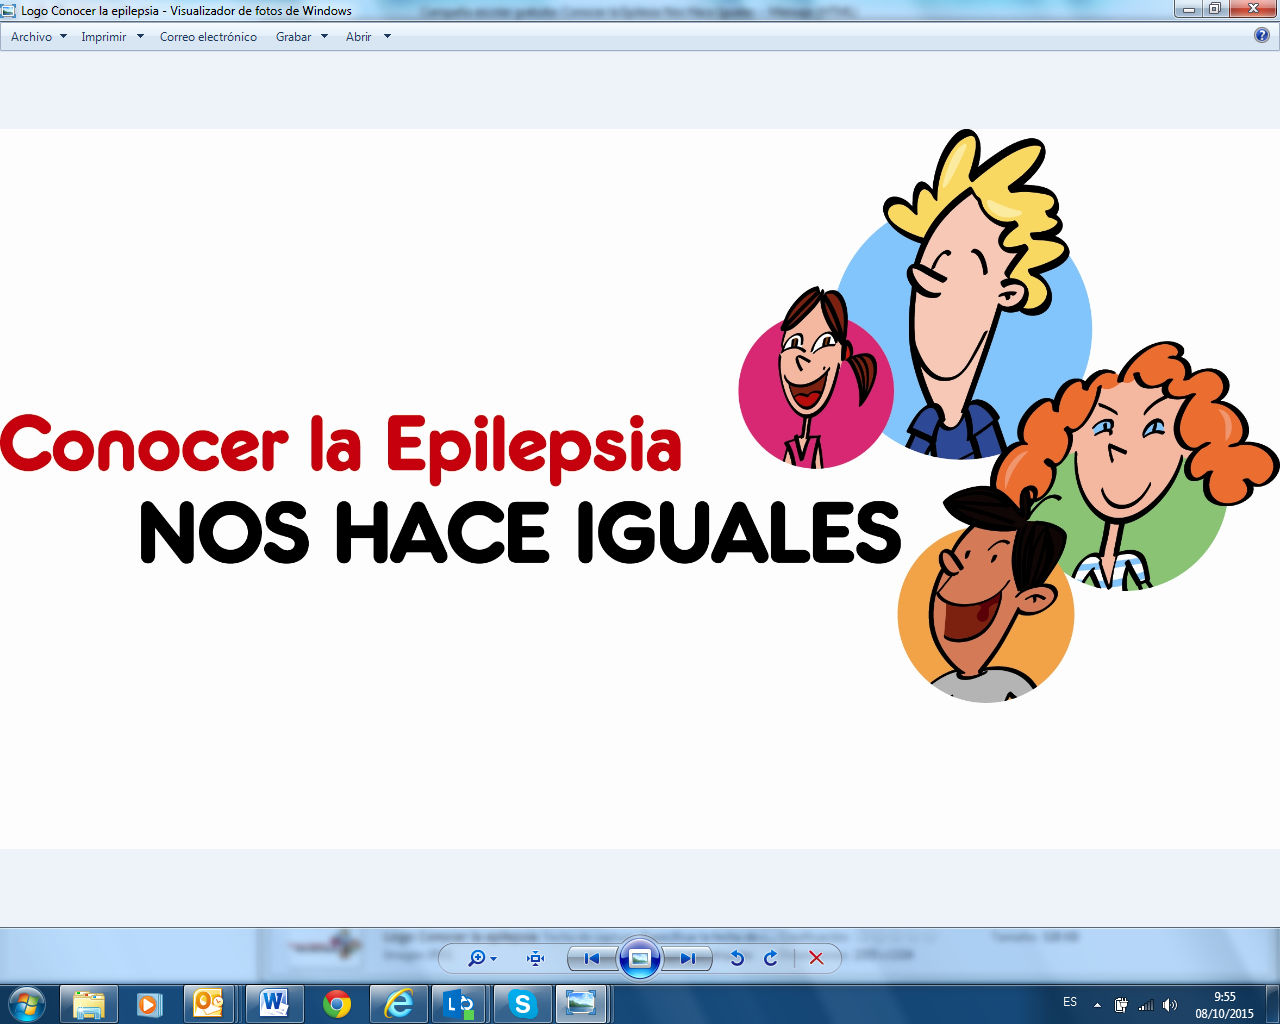 Logo Conocer la epilepsia - Visualizador de fotos de Windows
Archivo Imprimir Correo electrónico Grabar Abrir
Conocer la Epilepsia
NOS HACE IGUALES
ES
9:55
08/10/2015